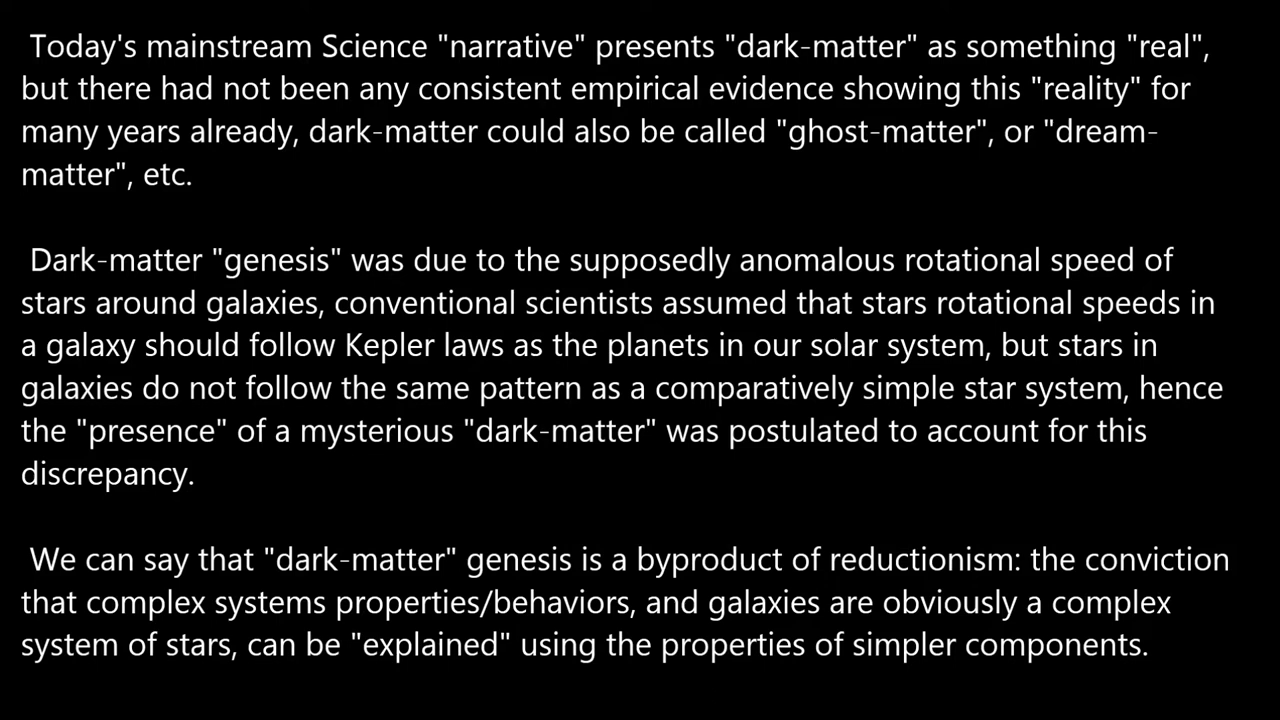 Today's mainstream Science "narrative" presents "dark-matter" as something "real",
but there had not been any consistent empirical evidence showing this "reality" for
many years already, dark-matter could also be called "ghost-matter", or "dream-
matter", etc.
Dark-matter "genesis" was due to the supposedly anomalous rotational speed of
stars around galaxies, conventional scientists assumed that stars rotational speeds in
a galaxy should follow Kepler laws as the planets in our solar system, but stars in
galaxies do not follow the same pattern as a comparatively simple star system, hence
the "presence" of a mysterious "dark-matter" was postulated to account for this
discrepancy.
We can say that "dark-matter" genesis is a byproduct of reductionism: the conviction
that complex systems properties/behaviors, and galaxies are obviously a complex
system of stars, can be "explained" using the properties of simpler components.